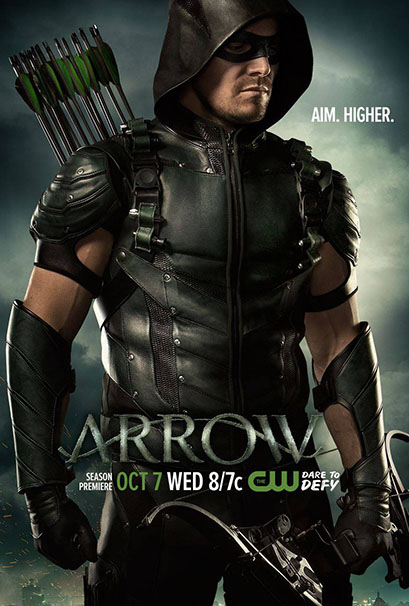 AIM. HIGHER.
ARROW
SEASON PREMIERE OCT 7 WED 8/7c THE CW DARE TO DEFY